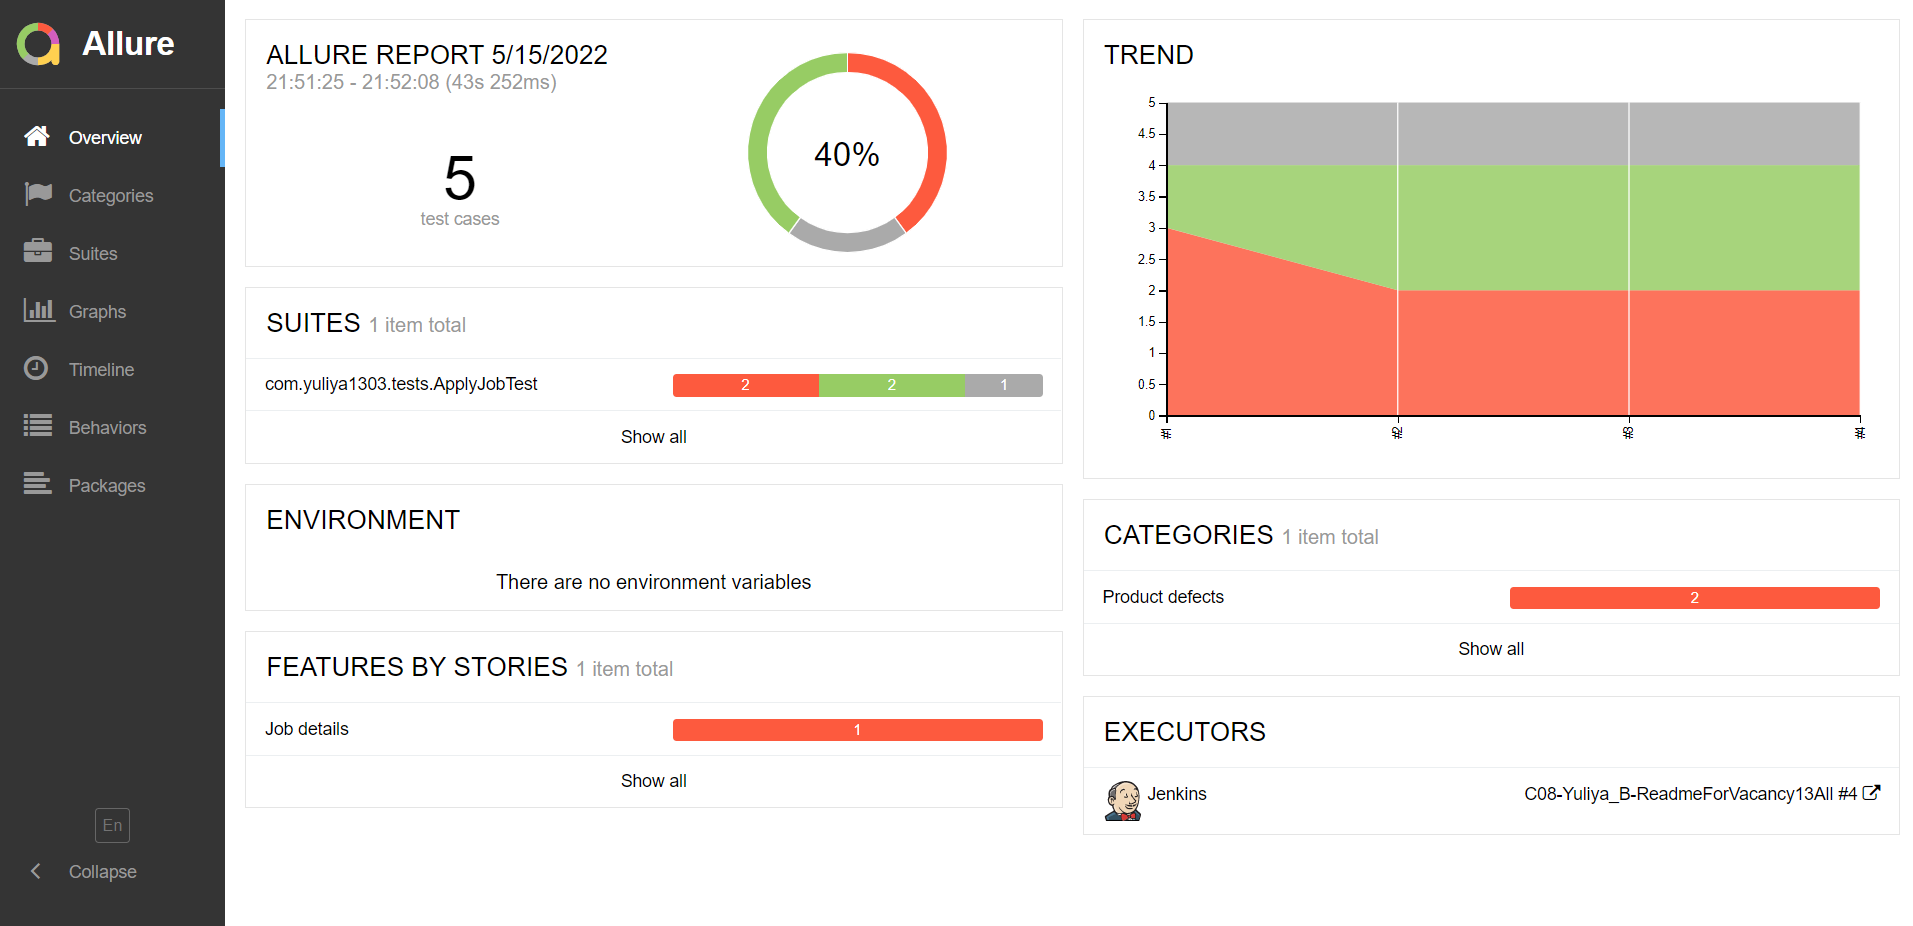 Allure
Overview
Categories
Suites
Graphs
Timeline
Behaviors
Packages
En
Collapse
ALLURE REPORT 5/15/2022
21:51:25 - 21:52:08 (43s 252ms)
5
test cases
40%
SUITES 1 item total
com.yuliya1303.tests.ApplyJobTest 2 2 1
Show all
ENVIRONMENT
There are no environment variables
FEATURES BY STORIES 1 item total
Job details 1
Show all
TREND
5
4.5
4
3.5
3
2.5
2
1.5
1
0.5
0
#1 #2 #3 #4
CATEGORIES 1 item total
Product defects 2
Show all
EXECUTORS
Jenkins C08-Yuliya_B-ReadmeForVacancy13All #4